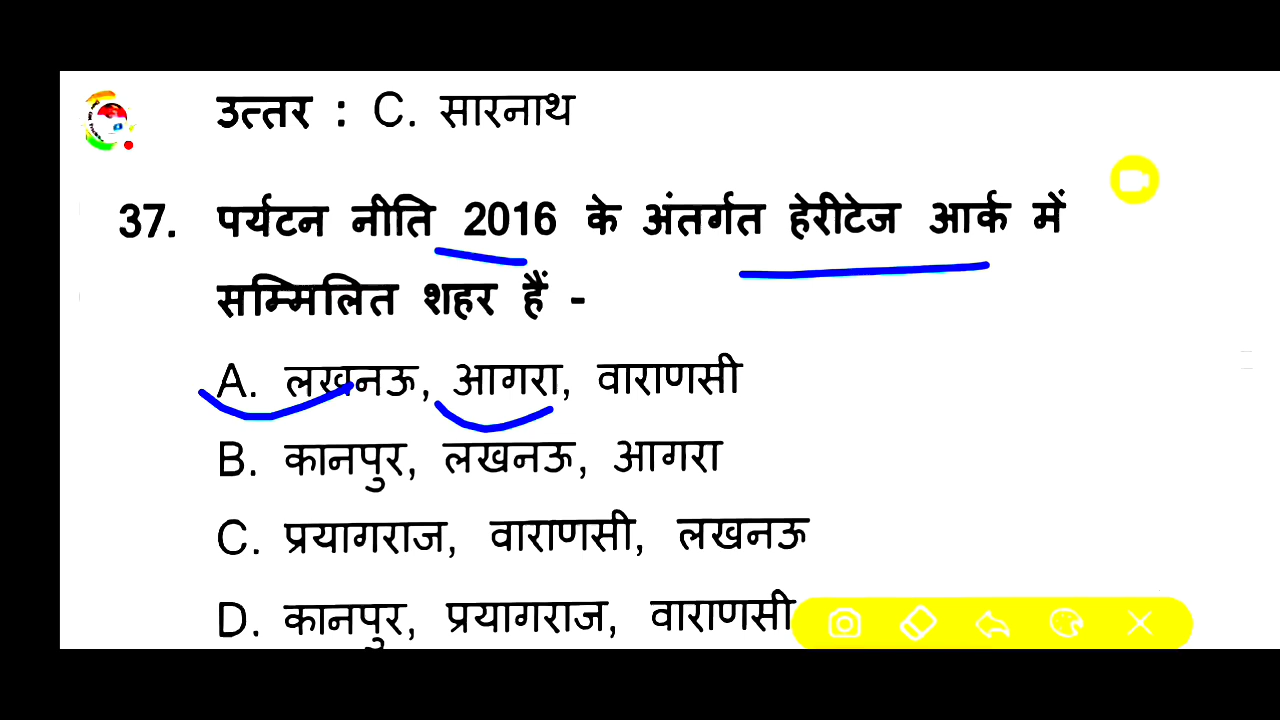 उत्तर : C. सारनाथ
37. पर्यटन नीति 2016 के अंतर्गत हेरीटेज आर्क में
सम्मिलित शहर हैं -
A. लखनऊ, आगरा, वाराणसी
B. कानपुर, लखनऊ, आगरा
C. प्रयागराज, वाराणसी, लखनऊ
D. कानपुर, प्रयागराज, वाराणसी